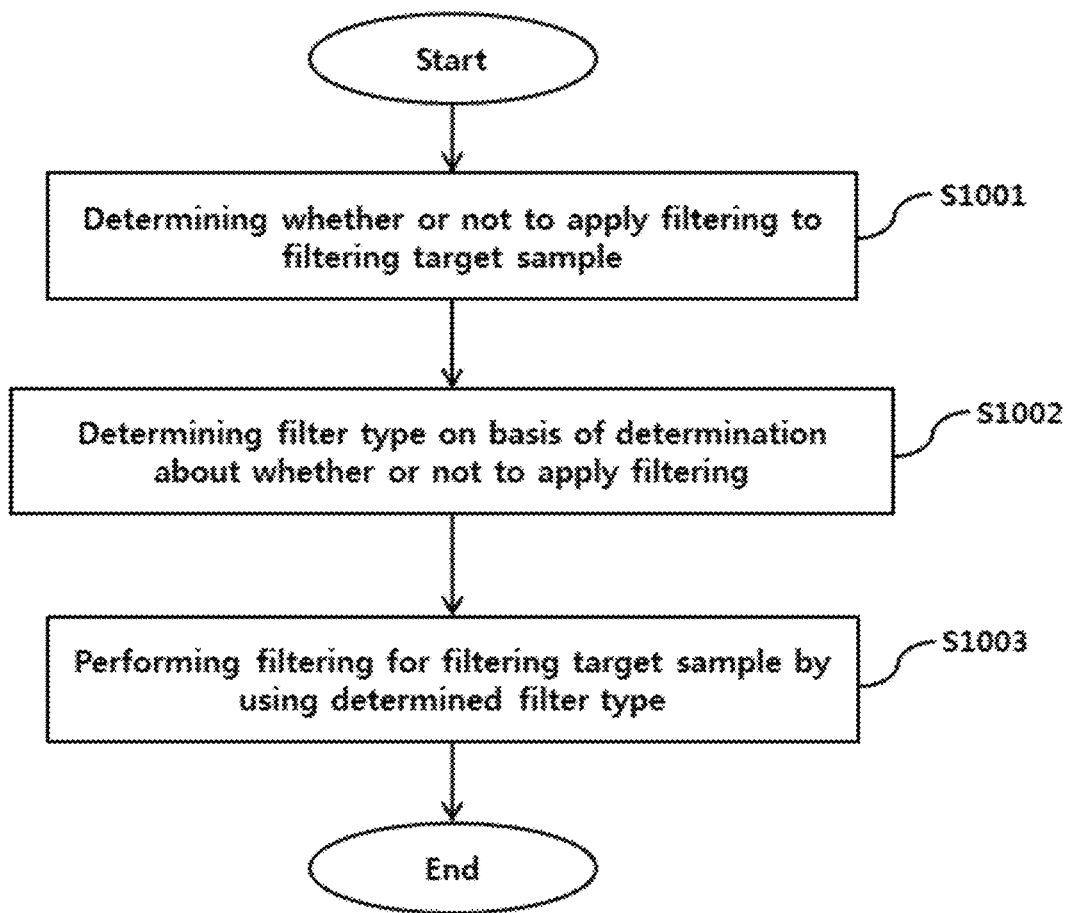 Start
Determining whether or not to apply filtering to
filtering target sample
S1001
Determining filter type on basis of determination
about whether or not to apply filtering
S1002
Performing filtering for filtering target sample by
using determined filter type
S1003
End